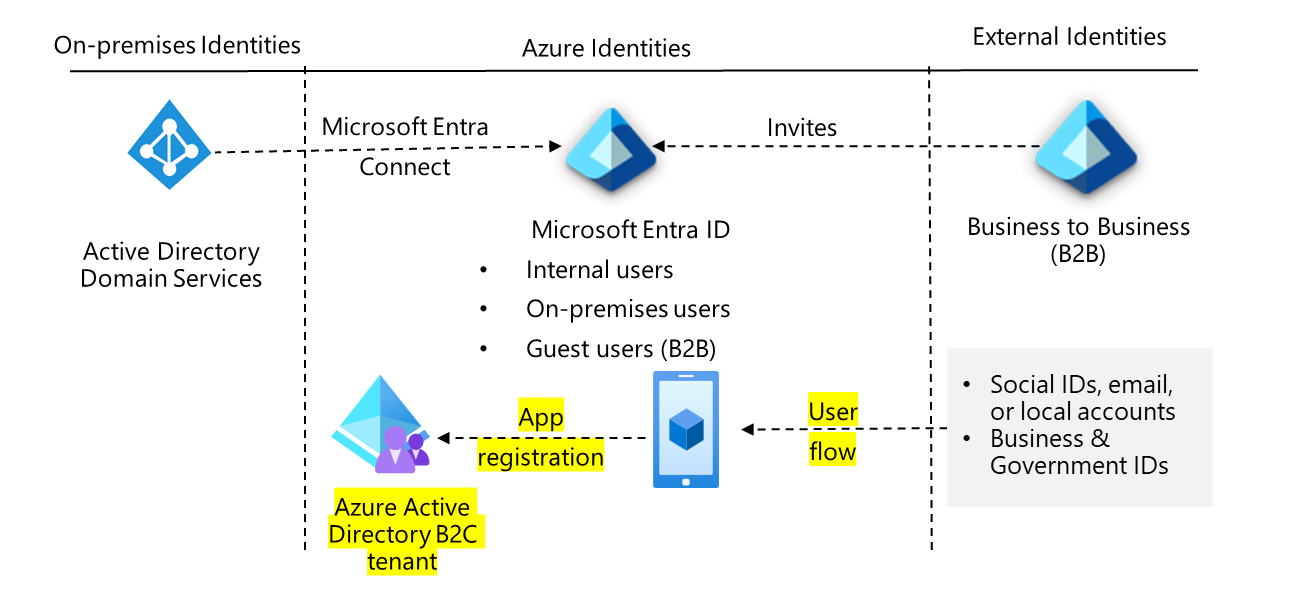 On-premises Identities
Azure Identities
External Identities
Microsoft Entra
Connect
Invites
Active Directory
Domain Services
Microsoft Entra ID
• Internal users
• On-premises users
• Guest users (B2B)
Business to Business
(B2B)
App
registration
User
flow
• Social IDs, email,
or local accounts
• Business &
Government IDs
Azure Active
Directory B2C
tenant